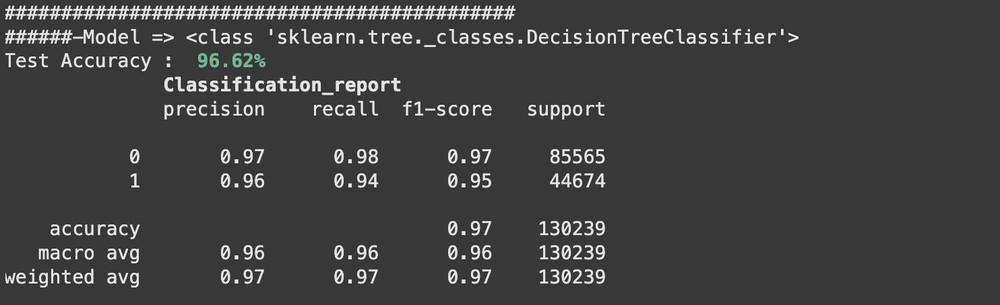 ##############################################
######-Model => <class 'sklearn.tree._classes.DecisionTreeClassifier'>
Test Accuracy :  96.62%
              Classification_report
              precision    recall  f1-score   support

           0       0.97      0.98      0.97     85565
           1       0.96      0.94      0.95     44674

    accuracy                           0.97    130239
   macro avg       0.96      0.96      0.96    130239
weighted avg       0.97      0.97      0.97    130239